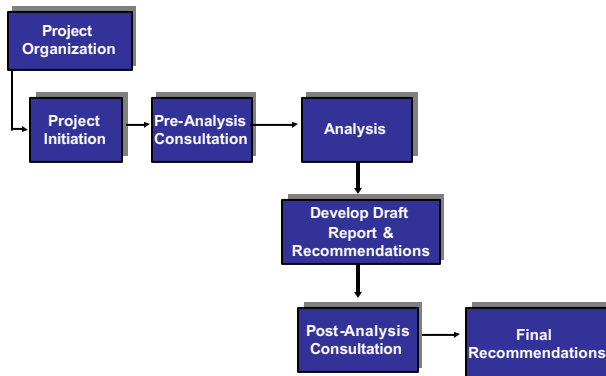 Project
Organization
Project
Initiation
Pre-Analysis
Consultation
Analysis
Develop Draft
Report &
Recommendations
Post-Analysis
Consultation
Final
Recommendations